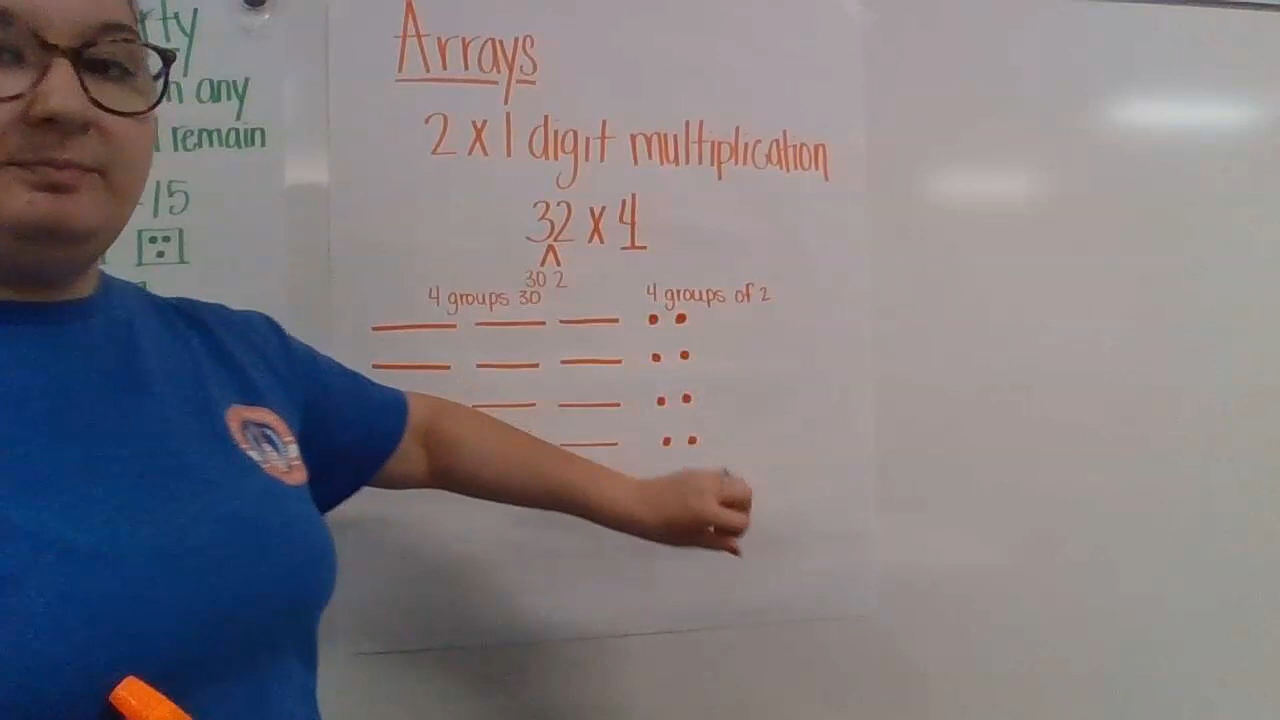 rty
n any
remain
15
Arrays
2 x 1 digit multiplication
32 x 4
30 2
4 groups 30
4 groups of 2